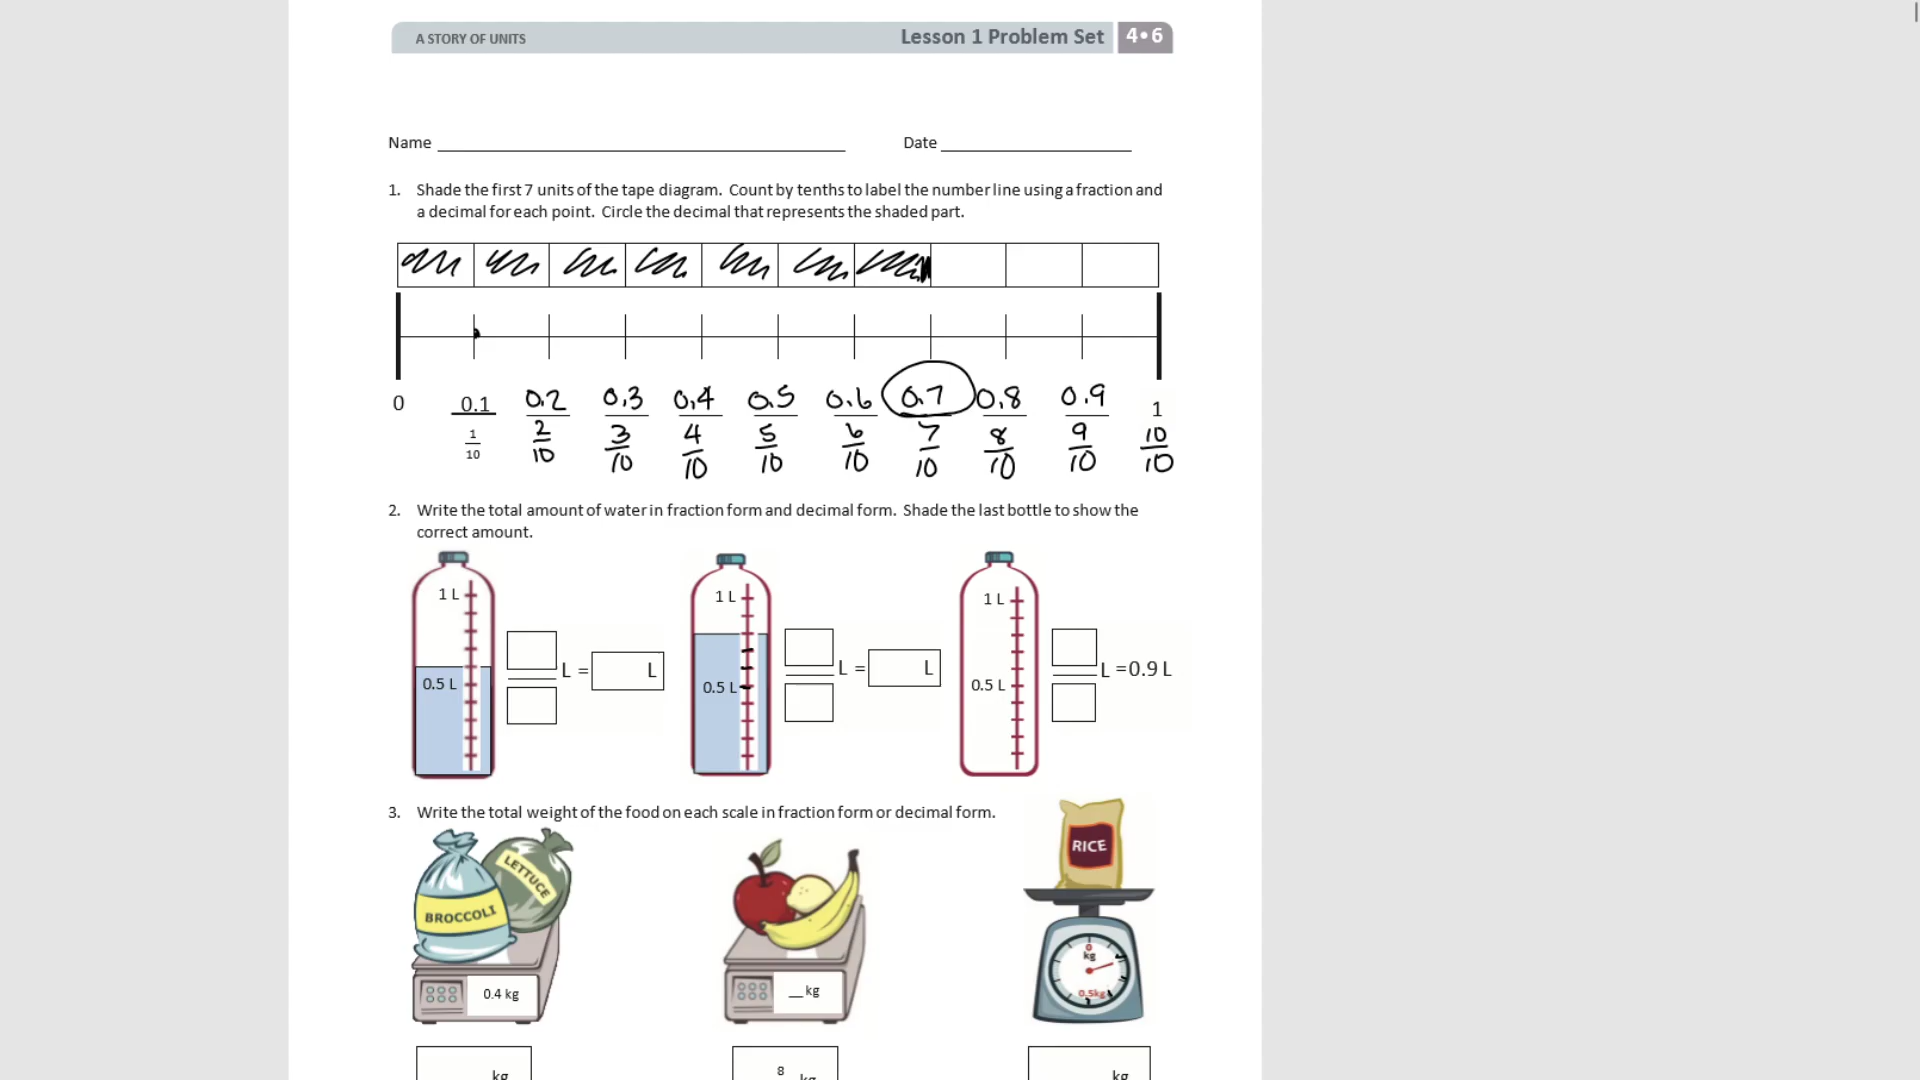 A STORY OF UNITS Lesson 1 Problem Set 4•6
Name Date
1. Shade the first 7 units of the tape diagram. Count by tenths to label the number line using a fraction and
a decimal for each point. Circle the decimal that represents the shaded part.
0 0.1 0.2 0.3 0.4 0.5 0.6 0.7 0.8 0.9 1
1/10 2/10 3/10 4/10 5/10 6/10 7/10 8/10 9/10 10/10
2. Write the total amount of water in fraction form and decimal form. Shade the last bottle to show the
correct amount.
1 L 1 L 1 L
L = L L = L L = 0.9 L
0.5 L 0.5 L 0.5 L
3. Write the total weight of the food on each scale in fraction form or decimal form.
RICE
LETTUCE
BROCCOLI
0 kg
0.4 kg __ kg 0.5kg
kg 8 kg kg